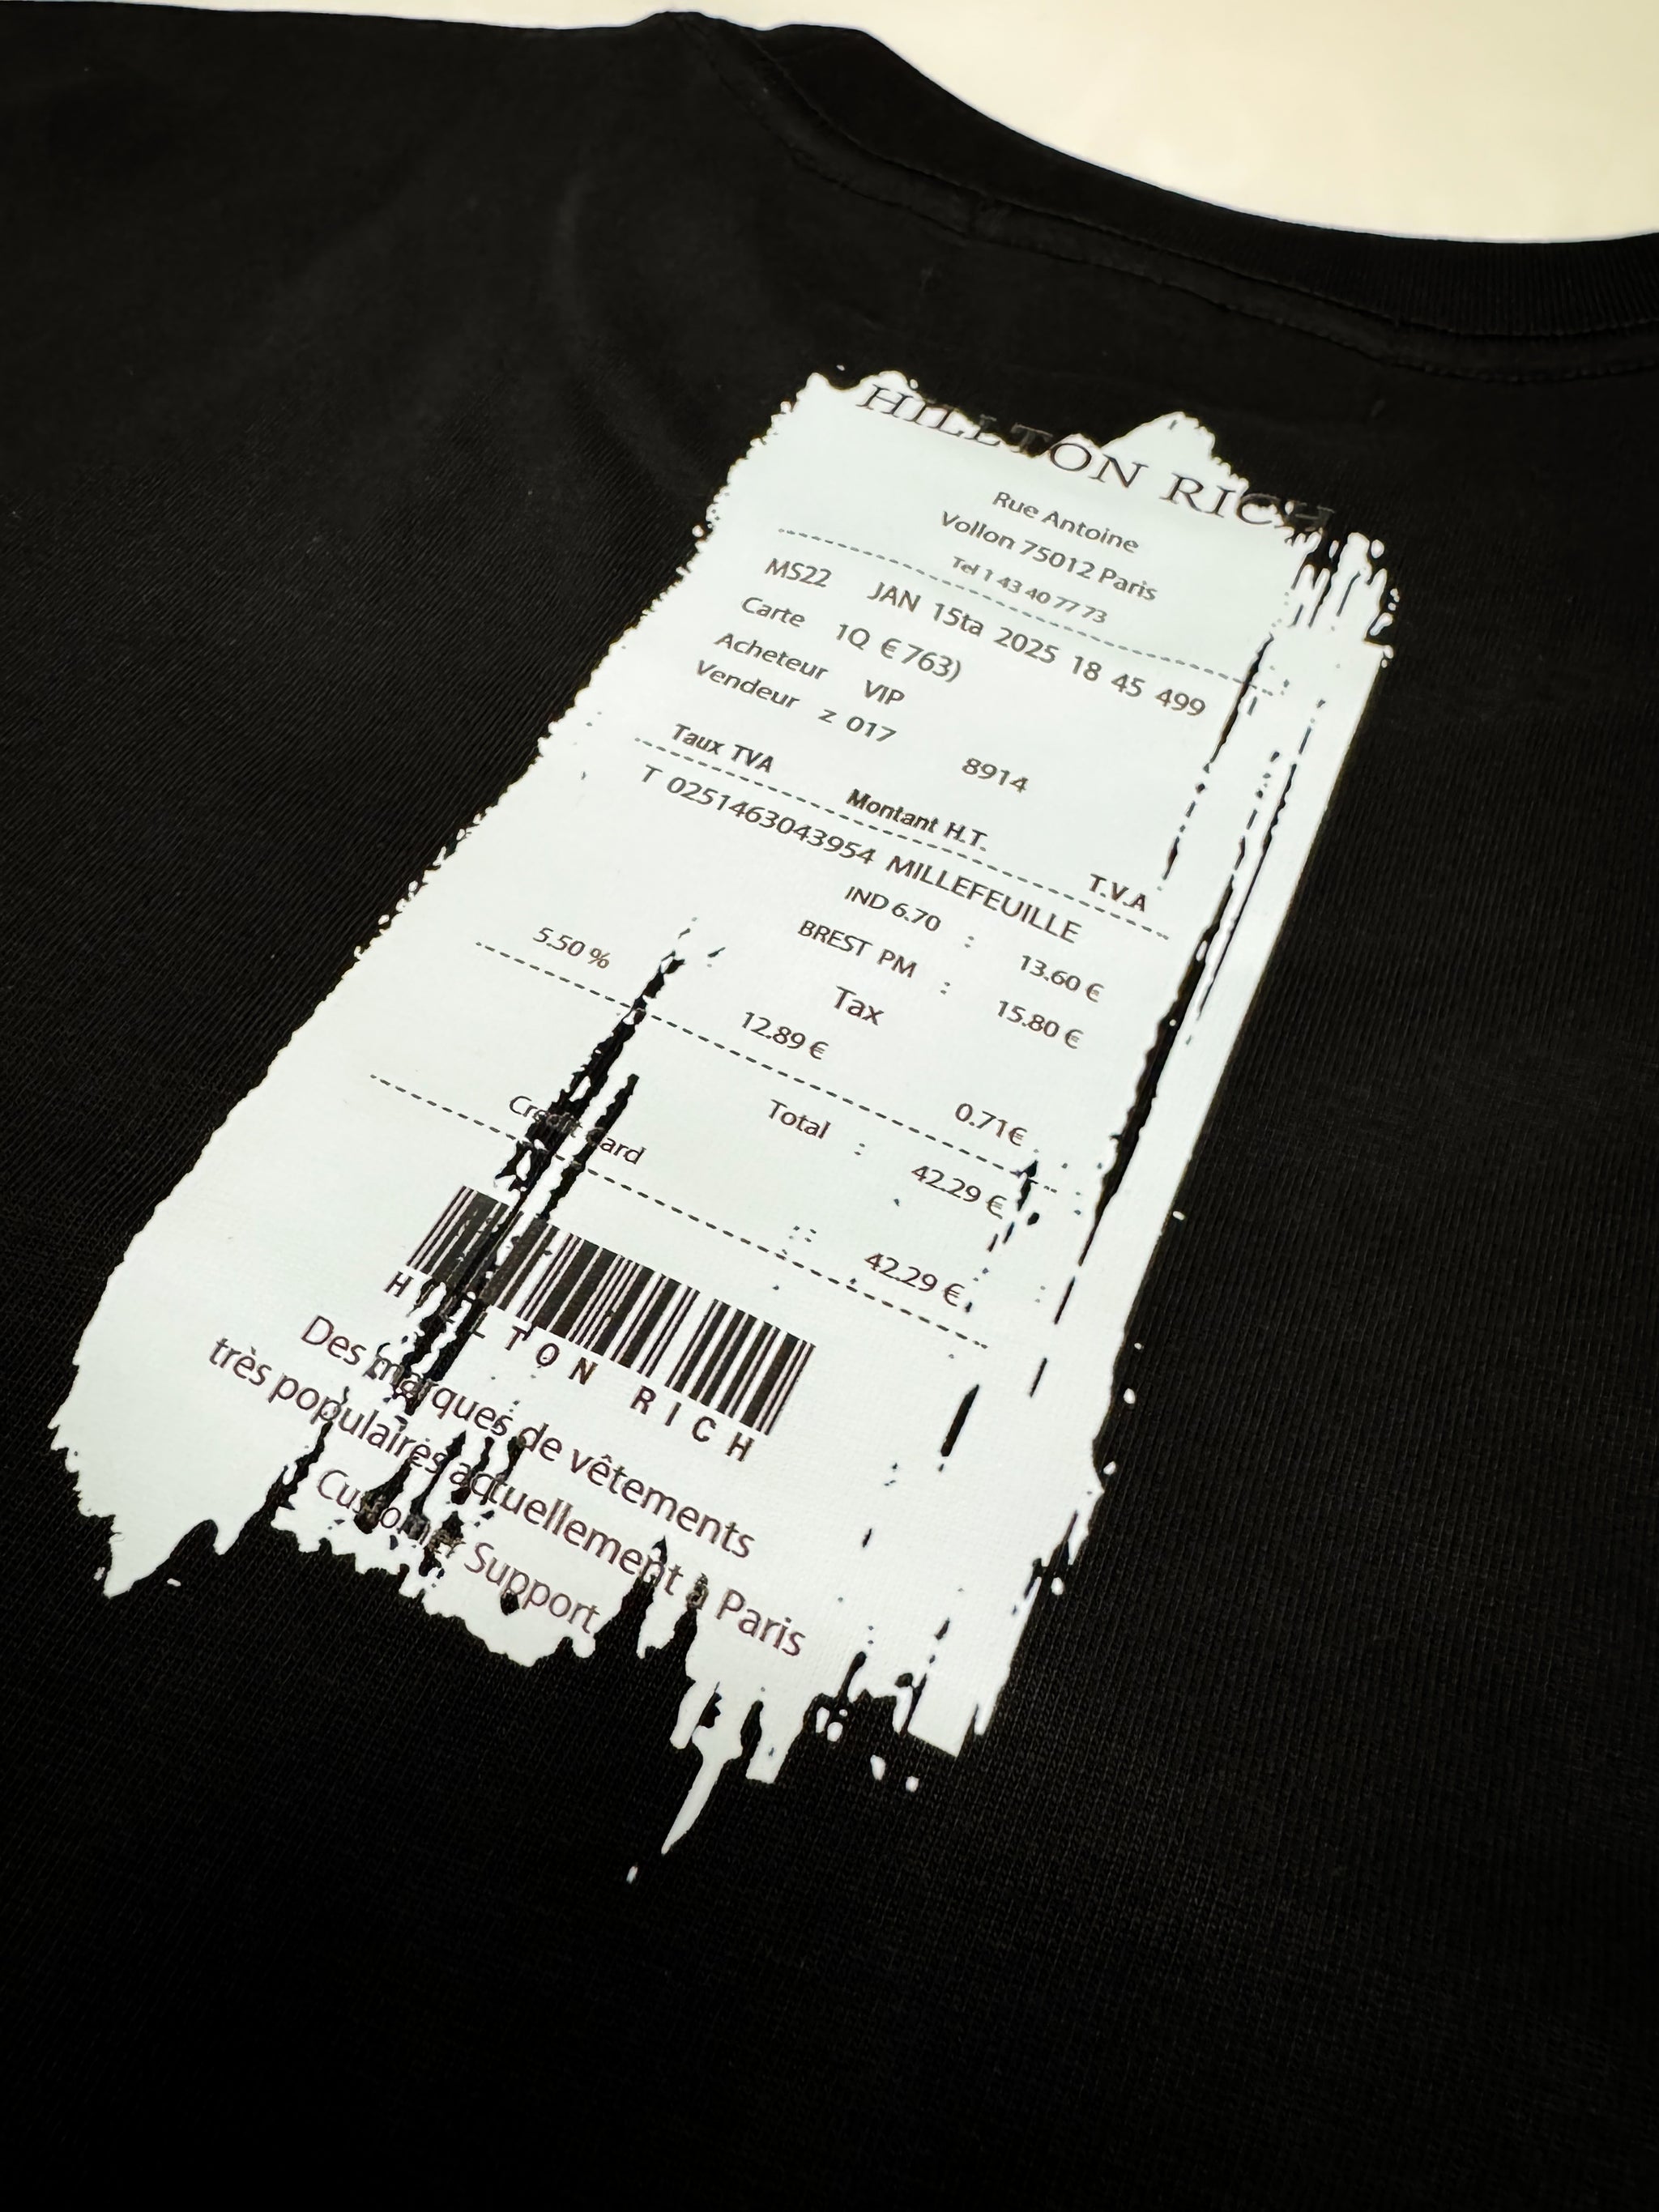 HILLTON RICH
Rue Antoine
Vollon 75012 Paris
Tel 1 43 40 77 73
MS22 JAN 15ta 2025 18 45 499
Carte 1Q € 763)
Acheteur VIP
Vendeur z 017 8914
Taux TVA Montant H.T. T.V.A
T 0251463043954 MILLEFEUILLE
IND 6.70 : 13.60 €
BREST PM : 15.80 €
Tax
5.50 % 12.89 € 0.71€
Total : 42.29 €
Credit Card : : 42.29 €
HILLTON RICH
Des marques de vêtements
très populaires actuellement à Paris
Customer Support